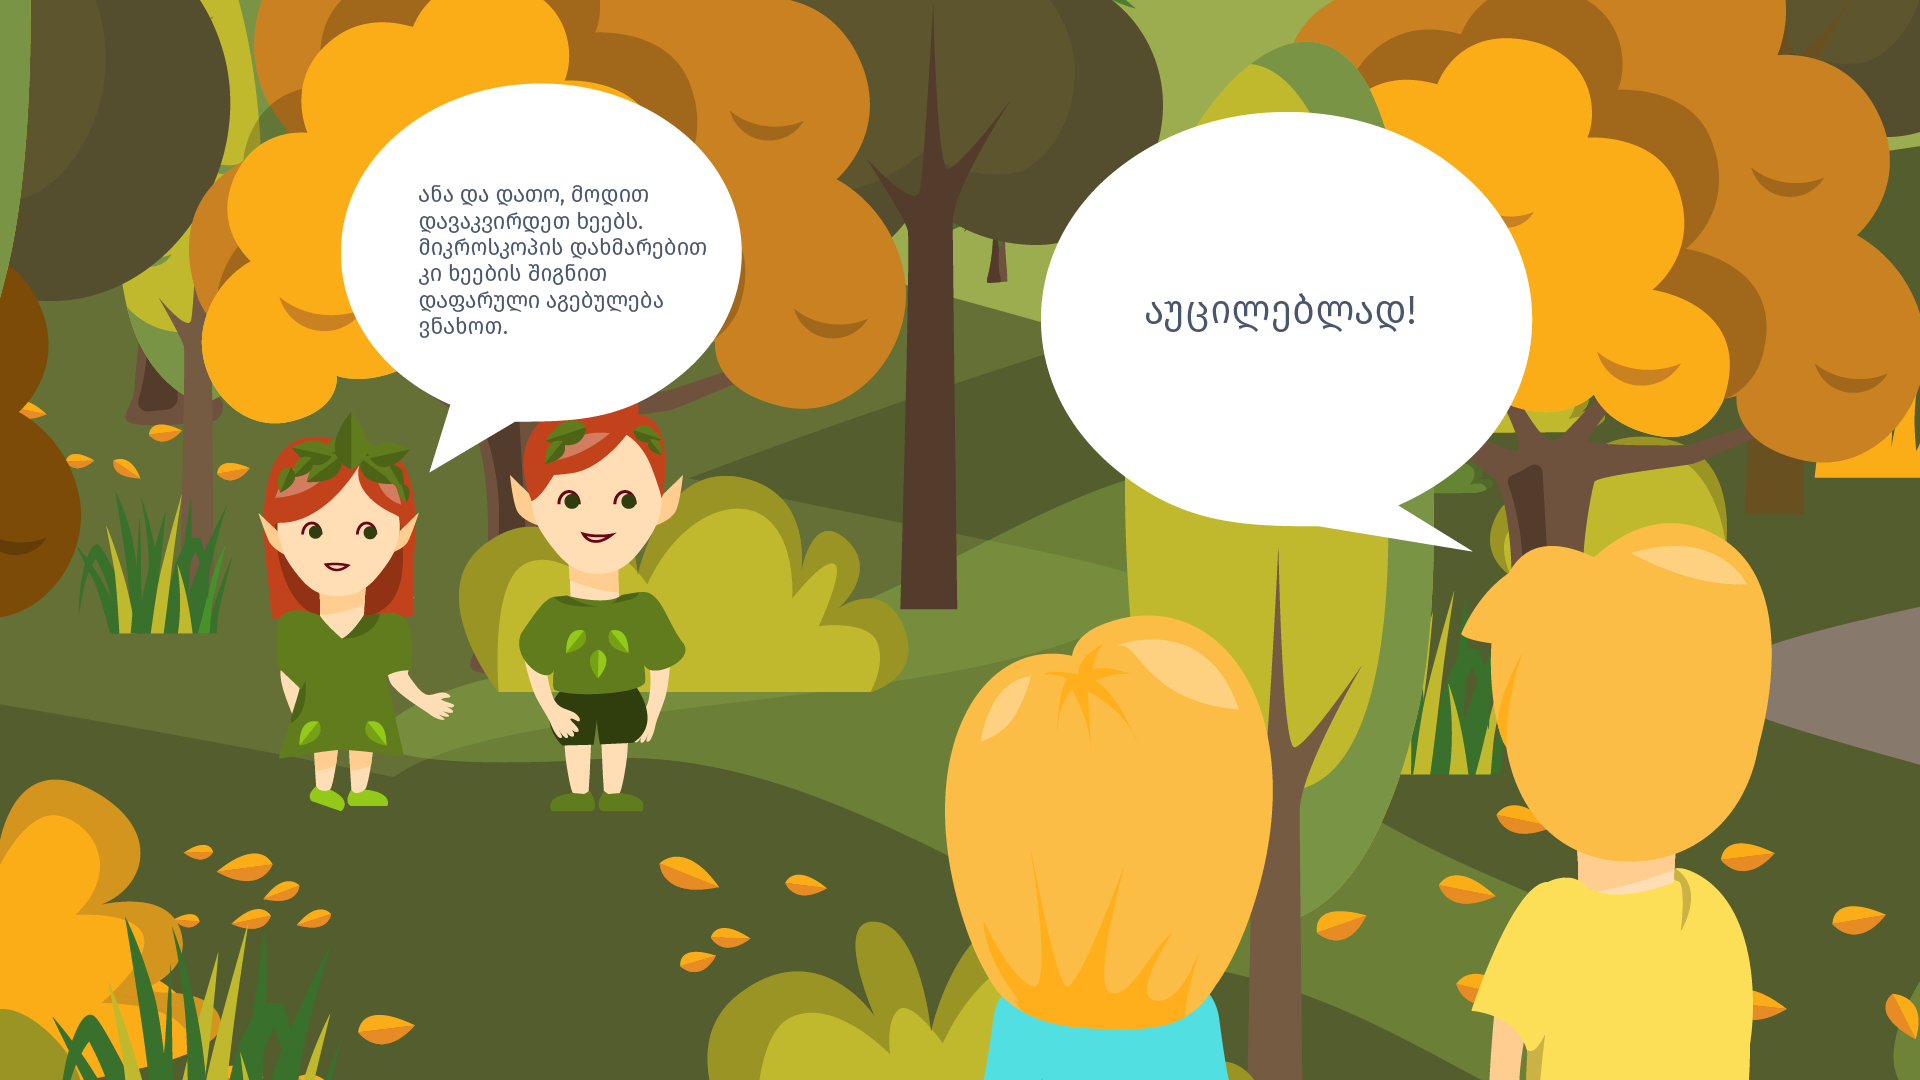 ანა და დათო, მოდით
დავაკვირდეთ ხეებს.
მიკროსკოპის დახმარებით
კი ხეების შიგნით
დაფარული აგებულება
ვნახოთ.
აუცილებლად!